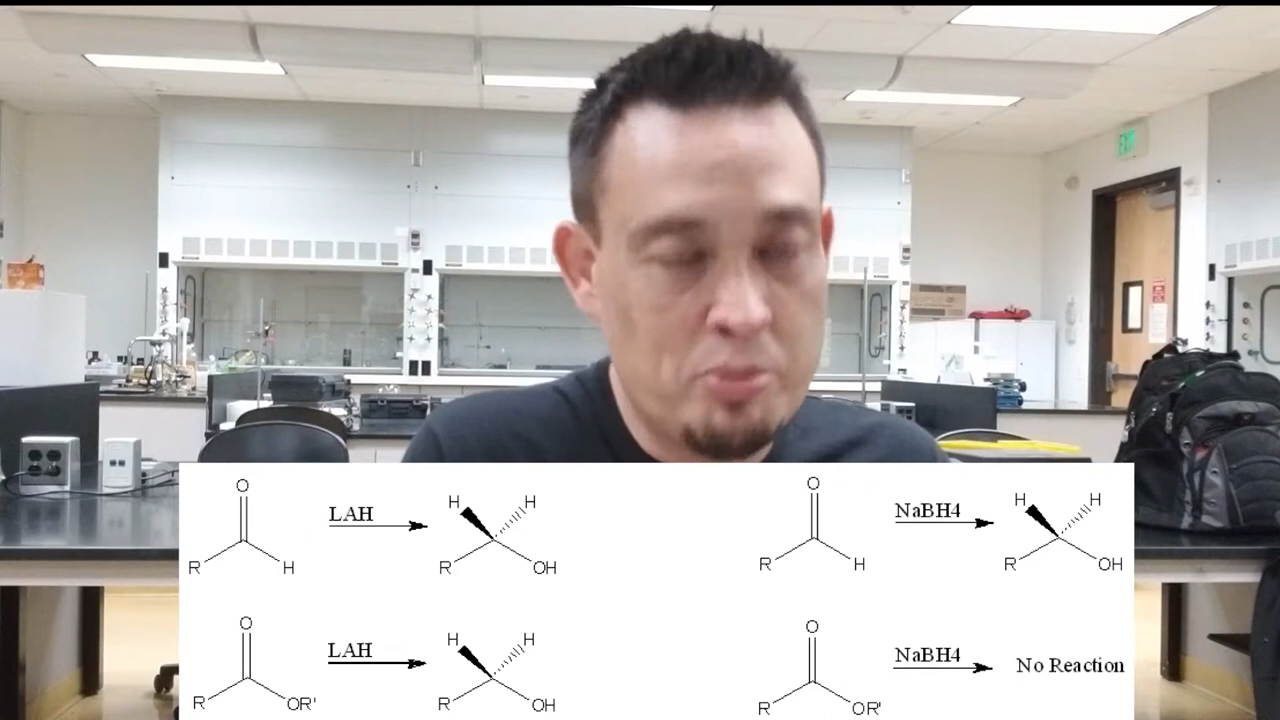 EXIT
O O
H H H H
LAH NaBH4
R H R OH R H R OH
O O
H H
LAH NaBH4 No Reaction
R OR' R OH R OR'